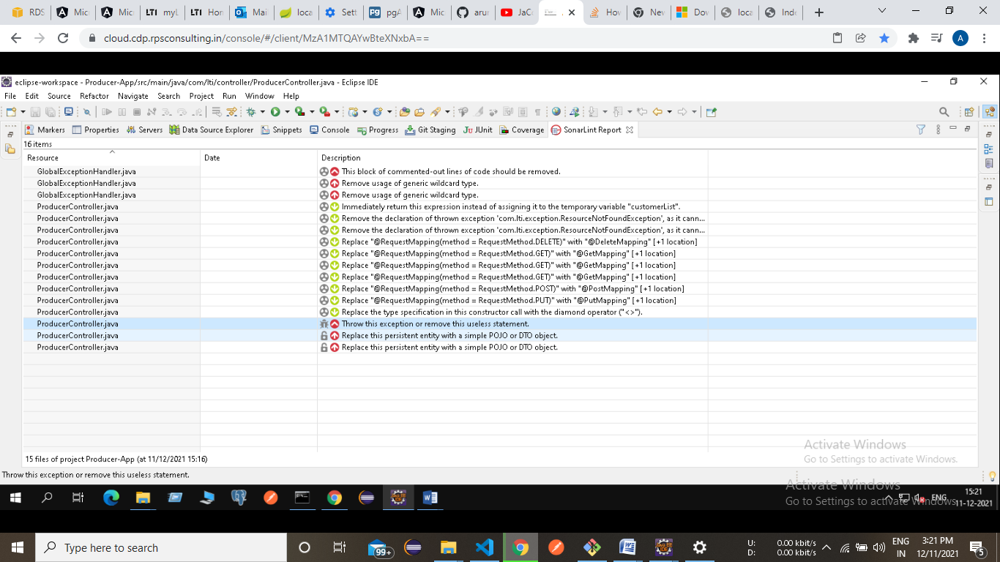 RDS
Micr
Micr
LTI myL
LTI Hon
Mail
loca
Sett
Pg pgA
Mic
arur
JaCo
Hov
Nev
Dov
loca
Inde
cloud.cdp.rpsconsulting.in/console/#/client/MzA1MTQAYwBteXNxbA==
A
eclipse-workspace - Producer-App/src/main/java/com/lti/controller/ProducerController.java - Eclipse IDE
File Edit Source Refactor Navigate Search Project Run Window Help
Markers Properties Servers Data Source Explorer Snippets Console Progress Git Staging JU JUnit Coverage SonarLint Report
16 items
Resource Date Description
GlobalExceptionHandler.java This block of commented-out lines of code should be removed.
GlobalExceptionHandler.java Remove usage of generic wildcard type.
GlobalExceptionHandler.java Remove usage of generic wildcard type.
ProducerController.java Immediately return this expression instead of assigning it to the temporary variable "customerList".
ProducerController.java Remove the declaration of thrown exception 'com.lti.exception.ResourceNotFoundException', as it cann...
ProducerController.java Remove the declaration of thrown exception 'com.lti.exception.ResourceNotFoundException', as it cann...
ProducerController.java Replace "@RequestMapping(method = RequestMethod.DELETE)" with "@DeleteMapping" [+1 location]
ProducerController.java Replace "@RequestMapping(method = RequestMethod.GET)" with "@GetMapping" [+1 location]
ProducerController.java Replace "@RequestMapping(method = RequestMethod.GET)" with "@GetMapping" [+1 location]
ProducerController.java Replace "@RequestMapping(method = RequestMethod.GET)" with "@GetMapping" [+1 location]
ProducerController.java Replace "@RequestMapping(method = RequestMethod.POST)" with "@PostMapping" [+1 location]
ProducerController.java Replace "@RequestMapping(method = RequestMethod.PUT)" with "@PutMapping" [+1 location]
ProducerController.java Replace the type specification in this constructor call with the diamond operator ("<>").
ProducerController.java Throw this exception or remove this useless statement.
ProducerController.java Replace this persistent entity with a simple POJO or DTO object.
ProducerController.java Replace this persistent entity with a simple POJO or DTO object.
Activate Windows
Go to Settings to activate Windows.
15 files of project Producer-App (at 11/12/2021 15:16)
Throw this exception or remove this useless statement.
Activate Windows
Go to Settings to activate Windows.
ENG
15:21
11-12-2021
Type here to search
99+
U: 0.00 kbit/s
D: 0.00 kbit/s
ENG
IN
3:21 PM
12/11/2021
5